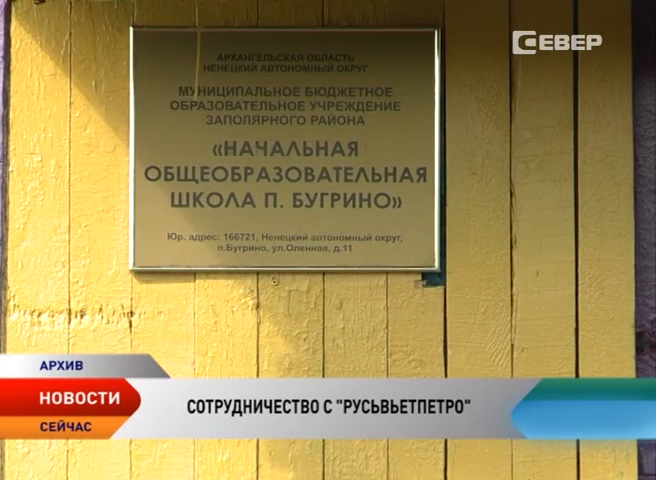 СЕВЕР
АРХАНГЕЛЬСКАЯ ОБЛАСТЬ
НЕНЕЦКИЙ АВТОНОМНЫЙ ОКРУГ
МУНИЦИПАЛЬНОЕ БЮДЖЕТНОЕ
ОБРАЗОВАТЕЛЬНОЕ УЧРЕЖДЕНИЕ
ЗАПОЛЯРНОГО РАЙОНА
«НАЧАЛЬНАЯ
ОБЩЕОБРАЗОВАТЕЛЬНАЯ
ШКОЛА П. БУГРИНО»
Юр. адрес: 166721, Ненецкий автономный округ,
п.Бугрино, ул.Оленная, д.11
АРХИВ
НОВОСТИ
СЕЙЧАС
СОТРУДНИЧЕСТВО С "РУСЬВЬЕТПЕТРО"